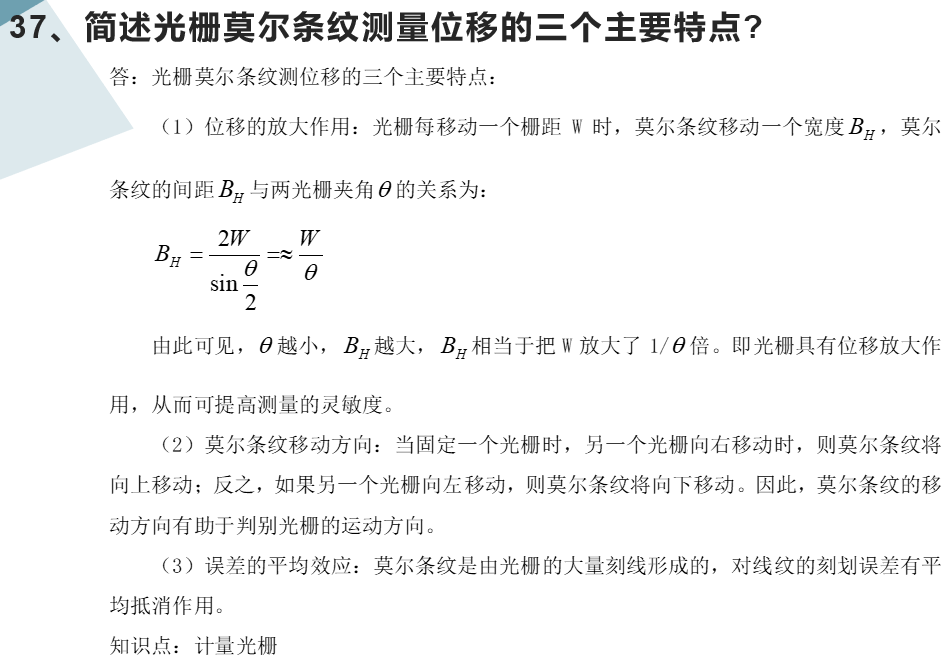 37、简述光栅莫尔条纹测量位移的三个主要特点?
答：光栅莫尔条纹测位移的三个主要特点：
（1）位移的放大作用：光栅每移动一个栅距 W 时，莫尔条纹移动一个宽度 B_H，莫尔
条纹的间距 B_H 与两光栅夹角 θ 的关系为：
B_H = 2W / sin(θ/2) =≈ W/θ
由此可见，θ 越小，B_H 越大，B_H 相当于把 W 放大了 1/θ 倍。即光栅具有位移放大作
用，从而可提高测量的灵敏度。
（2）莫尔条纹移动方向：当固定一个光栅时，另一个光栅向右移动时，则莫尔条纹将
向上移动；反之，如果另一个光栅向左移动，则莫尔条纹将向下移动。因此，莫尔条纹的移
动方向有助于判别光栅的运动方向。
（3）误差的平均效应：莫尔条纹是由光栅的大量刻线形成的，对线纹的刻划误差有平
均抵消作用。
知识点：计量光栅